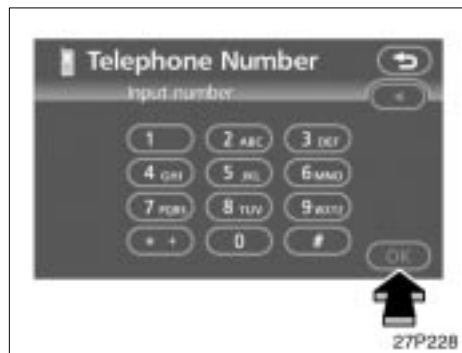 Telephone Number
Input number
1 2 ABC 3 DEF
4 GHI 5 JKL 6 MNO
7 PQRS 8 TUV 9 WXYZ
* + 0 #
OK
27P228